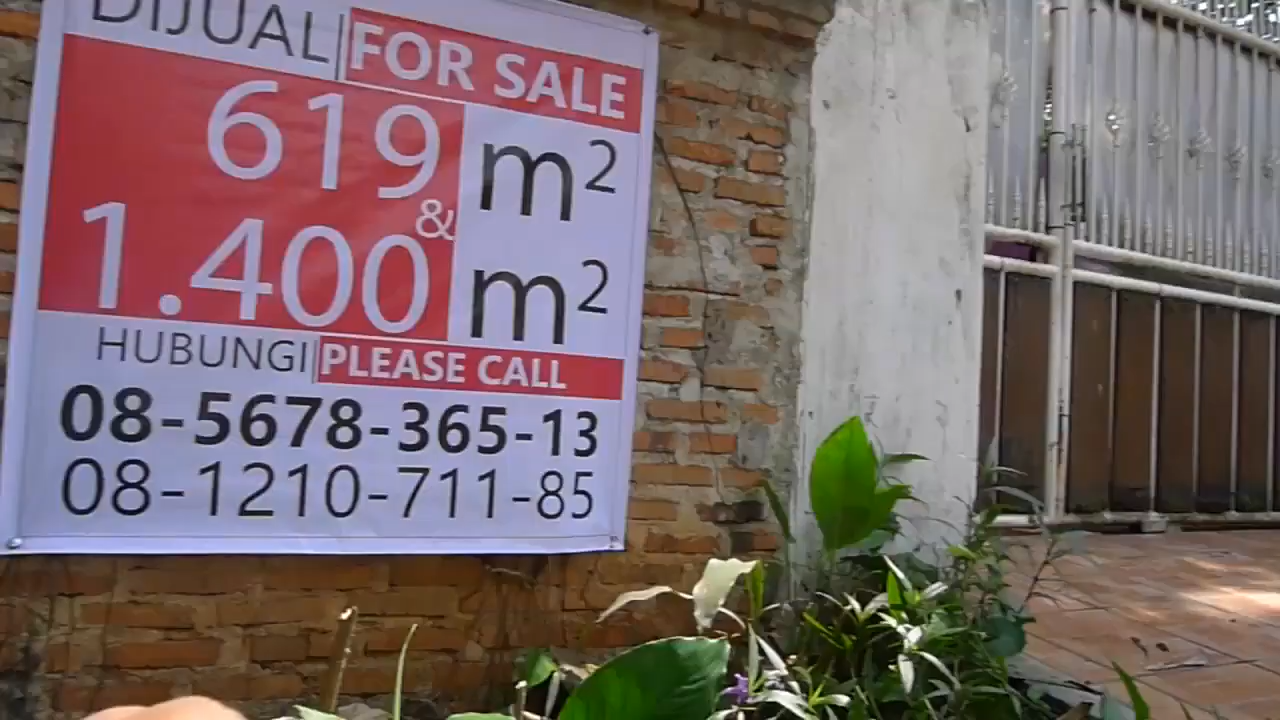 DIJUAL FOR SALE
619 m²
&
1.400 m²
HUBUNGI PLEASE CALL
08-5678-365-13
08-1210-711-85